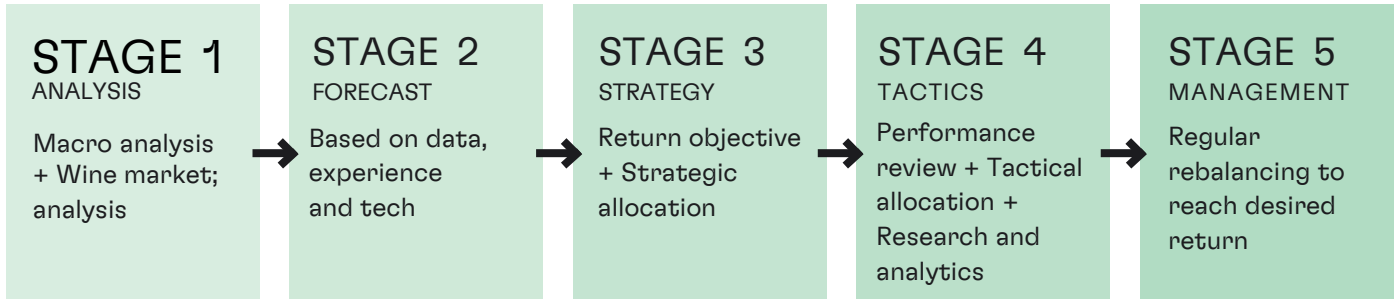 STAGE 1
ANALYSIS
Macro analysis
+ Wine market;
analysis
STAGE 2
FORECAST
Based on data,
experience
and tech
STAGE 3
STRATEGY
Return objective
+ Strategic
allocation
STAGE 4
TACTICS
Performance
review + Tactical
allocation +
Research and
analytics
STAGE 5
MANAGEMENT
Regular
rebalancing to
reach desired
return